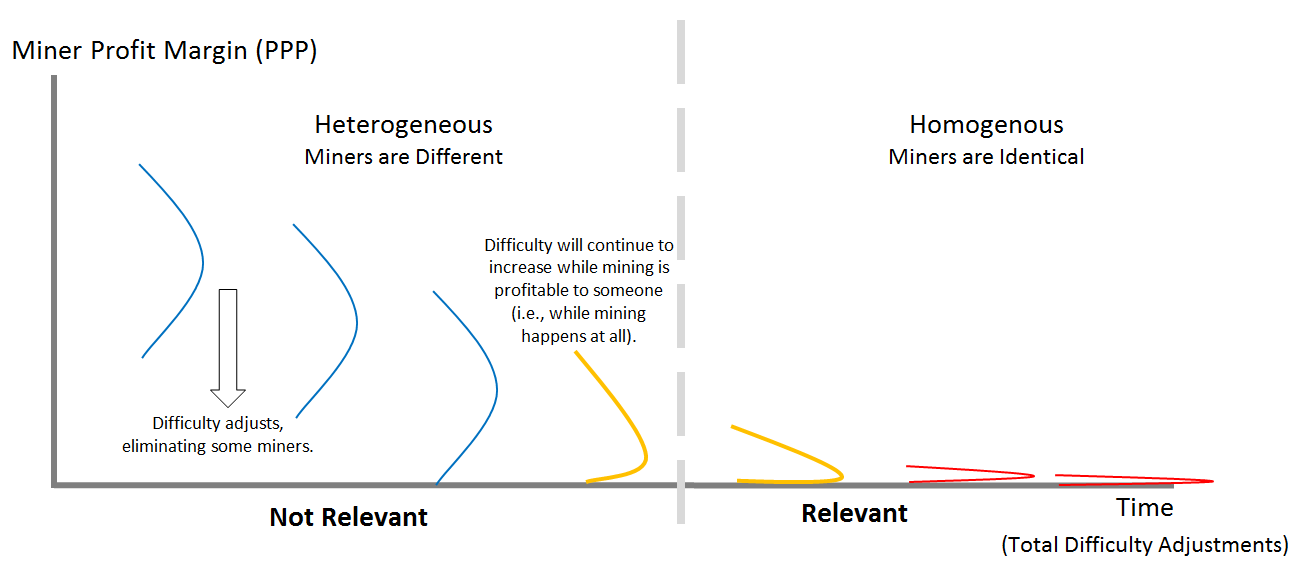 Miner Profit Margin (PPP)
Heterogeneous
Miners are Different
Homogenous
Miners are Identical
Difficulty will continue to
increase while mining is
profitable to someone
(i.e., while mining
happens at all).
Difficulty adjusts,
eliminating some miners.
Not Relevant
Relevant
Time
(Total Difficulty Adjustments)